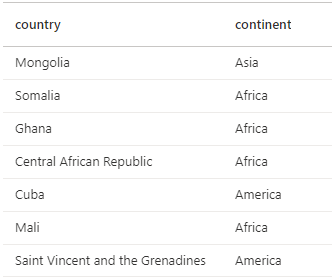 country continent
Mongolia Asia
Somalia Africa
Ghana Africa
Central African Republic Africa
Cuba America
Mali Africa
Saint Vincent and the Grenadines America